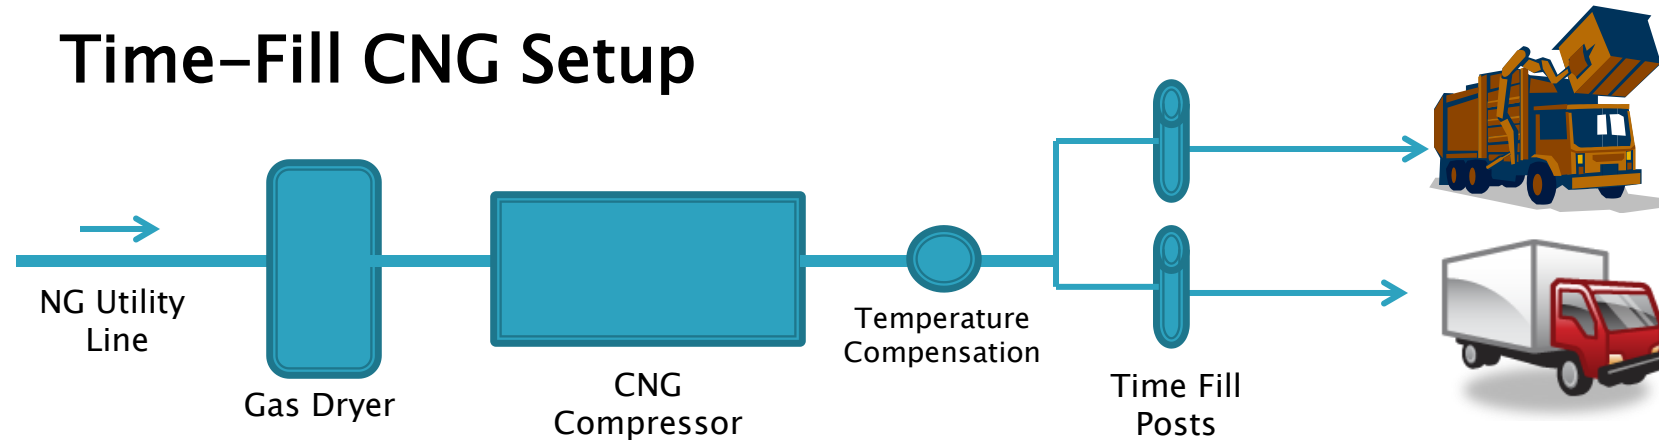 Time-Fill CNG Setup
NG Utility
Line
Gas Dryer
CNG
Compressor
Temperature
Compensation
Time Fill
Posts